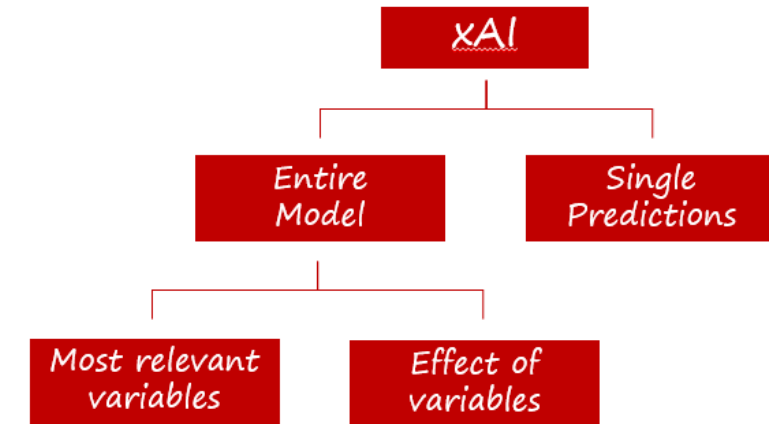 xAI
Entire
Model
Single
Predictions
Most relevant
variables
Effect of
variables